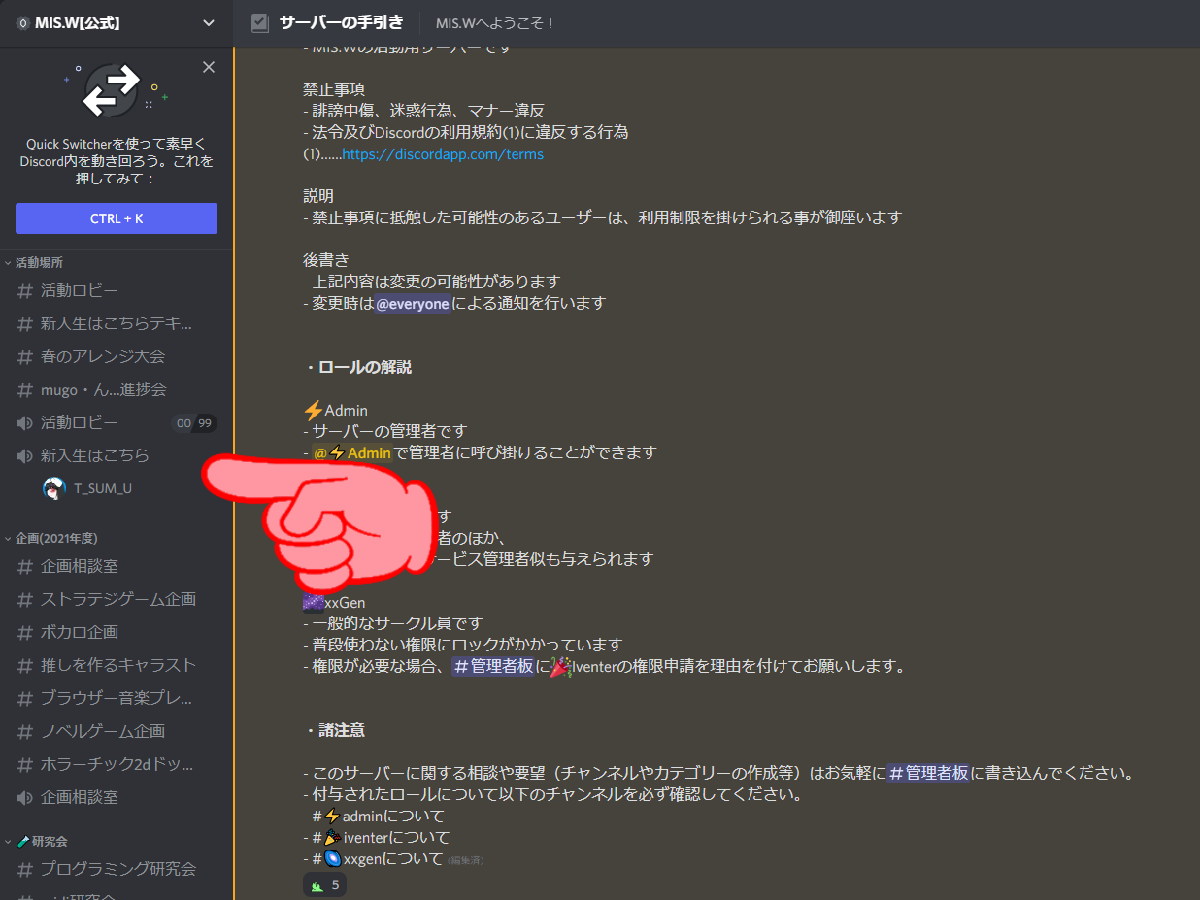 MIS.W[公式]
サーバーの手引き
MIS.Wへようこそ！
Quick Switcherを使って素早く
Discord内を動き回ろう。これを
押してみて：
CTRL + K
活動場所
# 活動ロビー
# 新入生はこちらテキ...
# 春のアレンジ大会
# mugo・ん...進捗会
活動ロビー 00 99
新入生はこちら
T_SUM_U
企画(2021年度)
# 企画相談室
# ストラテジゲーム企画
# ボカロ企画
# 推しを作るキャラスト
# ブラウザー音楽プレ...
# ノベルゲーム企画
# ホラーチック2dドッ...
企画相談室
研究会
# プログラミング研究会
- MIS.Wの活動用サーバーです
禁止事項
- 誹謗中傷、迷惑行為、マナー違反
- 法令及びDiscordの利用規約(1)に違反する行為
(1)......https://discordapp.com/terms
説明
- 禁止事項に抵触した可能性のあるユーザーは、利用制限を掛けられる事が御座います
後書き
上記内容は変更の可能性があります
- 変更時は@everyoneによる通知を行います
・ロールの解説
⚡Admin
- サーバーの管理者です
- @⚡Adminで管理者に呼び掛けることができます
す
者のほか、
ービス管理者似も与えられます
xxGen
- 一般的なサークル員です
- 普段使わない権限にロックがかかっています
- 権限が必要な場合、#管理者板に🎉Iventerの権限申請を理由を付けてお願いします。
・諸注意
- このサーバーに関する相談や要望（チャンネルやカテゴリーの作成等）はお気軽に#管理者板に書き込んでください。
- 付与されたロールについて以下のチャンネルを必ず確認してください。
#⚡adminについて
- #🎉iventerについて
- #xxgenについて (編集済)
5